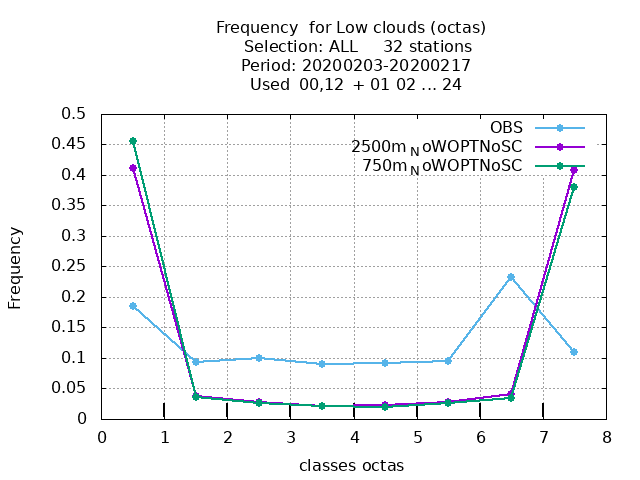 Frequency  for Low clouds (octas)
Selection: ALL     32 stations
Period: 20200203-20200217
Used  00,12  + 01 02 ... 24
OBS
2500m_NoWOPTNoSC
750m_NoWOPTNoSC
0.5
0.45
0.4
0.35
0.3
0.25
0.2
0.15
0.1
0.05
0
Frequency
0 1 2 3 4 5 6 7 8
classes octas